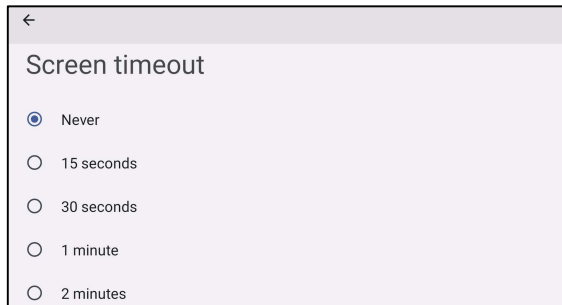 Screen timeout
Never
15 seconds
30 seconds
1 minute
2 minutes